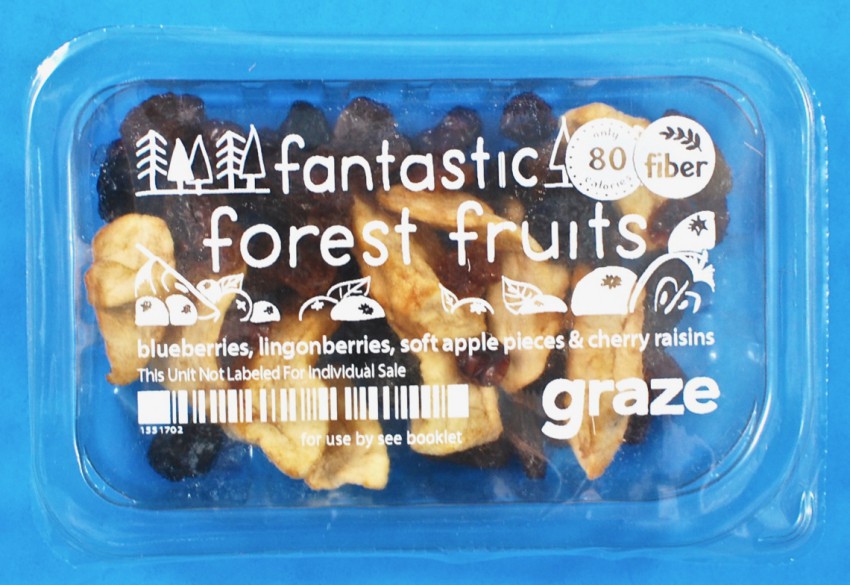 fantastic
only
80
calories
fiber
forest fruits
blueberries, lingonberries, soft apple pieces & cherry raisins
This Unit Not Labeled For Individual Sale
graze
1551702
for use by see booklet